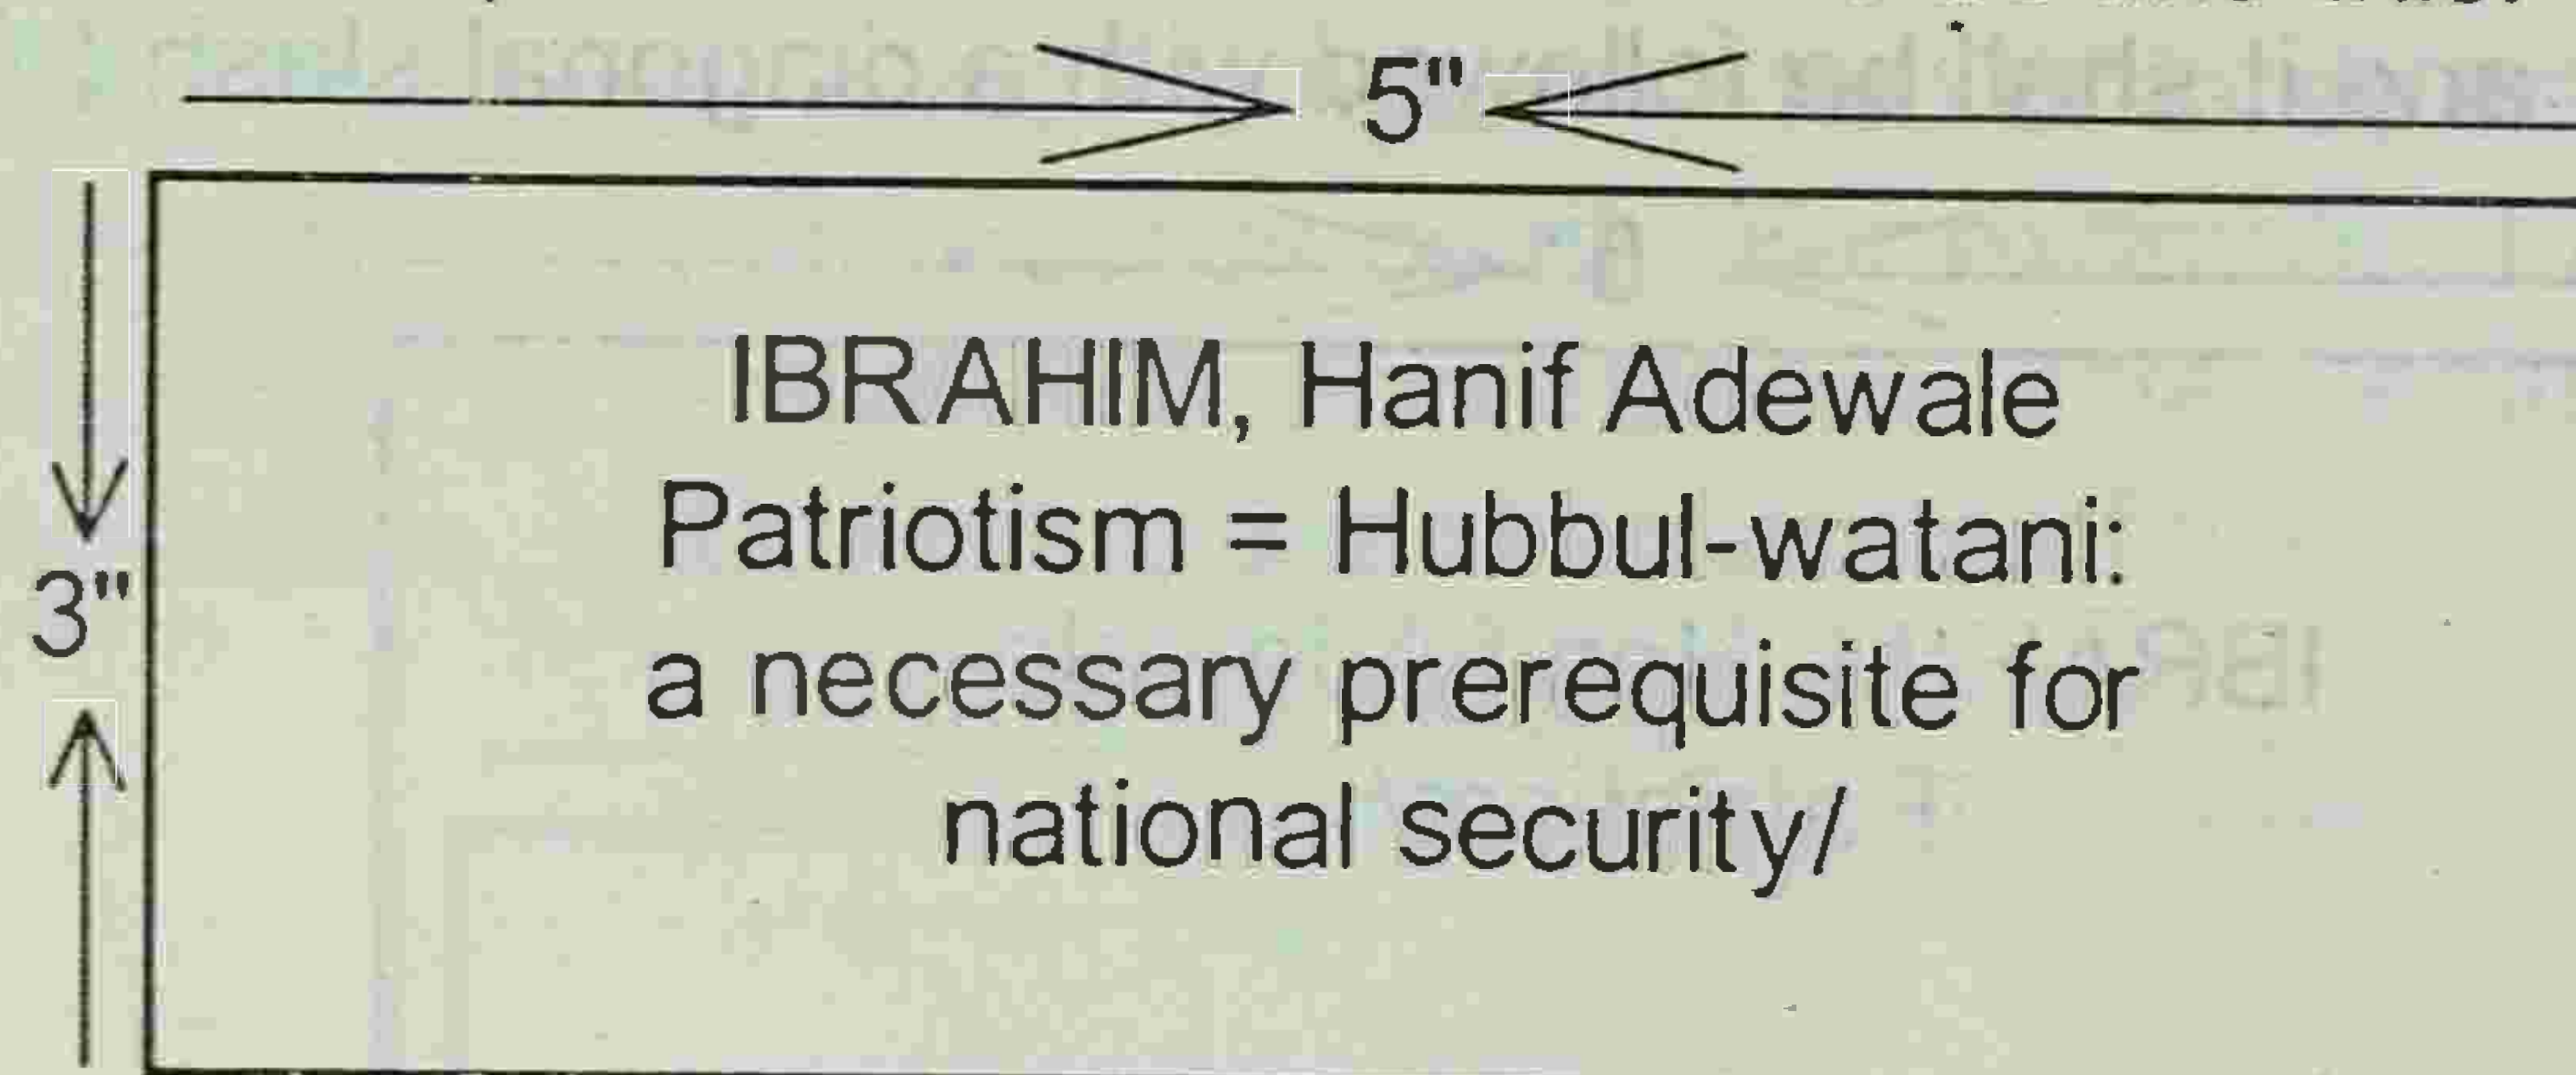 5"
3"
IBRAHIM, Hanif Adewale
Patriotism = Hubbul-watani:
a necessary prerequisite for
national security/